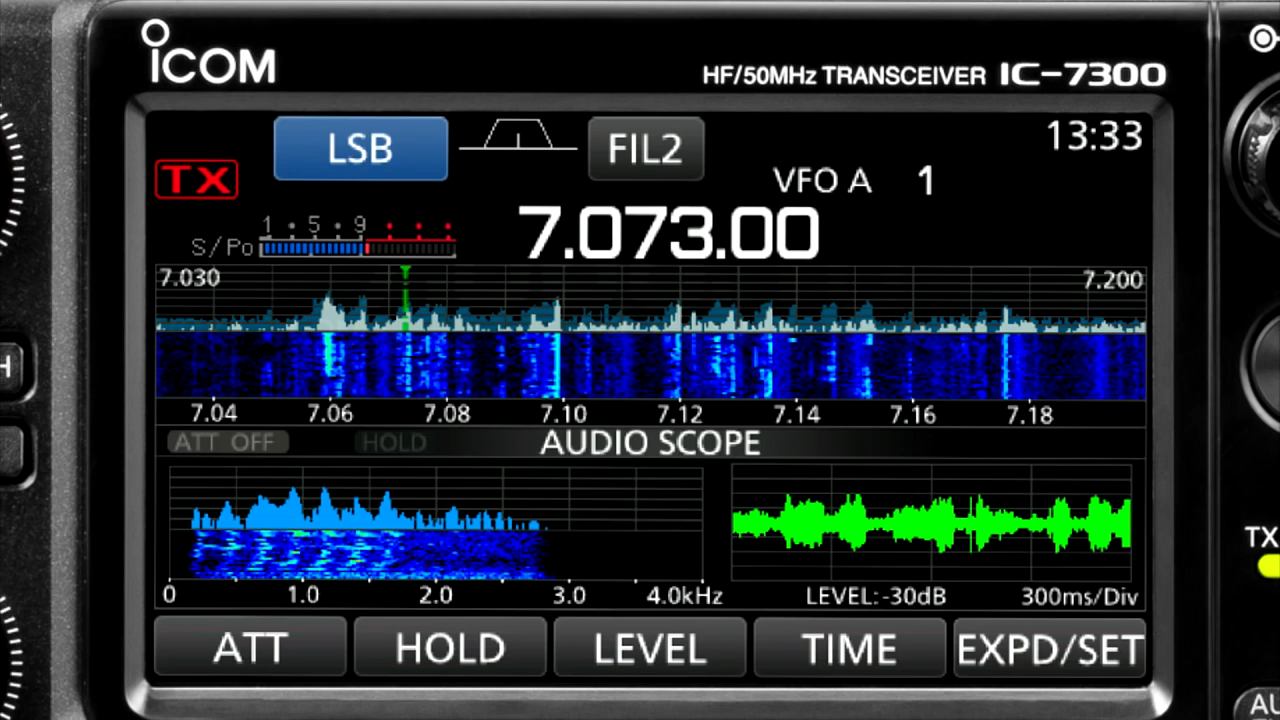 ICOM
HF/50MHz TRANSCEIVER IC-7300
LSB FIL2 13:33
TX VFO A 1
1 5 9
S/Po 7.073.00
7.030 7.200
7.04 7.06 7.08 7.10 7.12 7.14 7.16 7.18
ATT OFF HOLD AUDIO SCOPE
0 1.0 2.0 3.0 4.0kHz LEVEL:-30dB 300ms/Div
ATT HOLD LEVEL TIME EXPD/SET
H
TX
AU